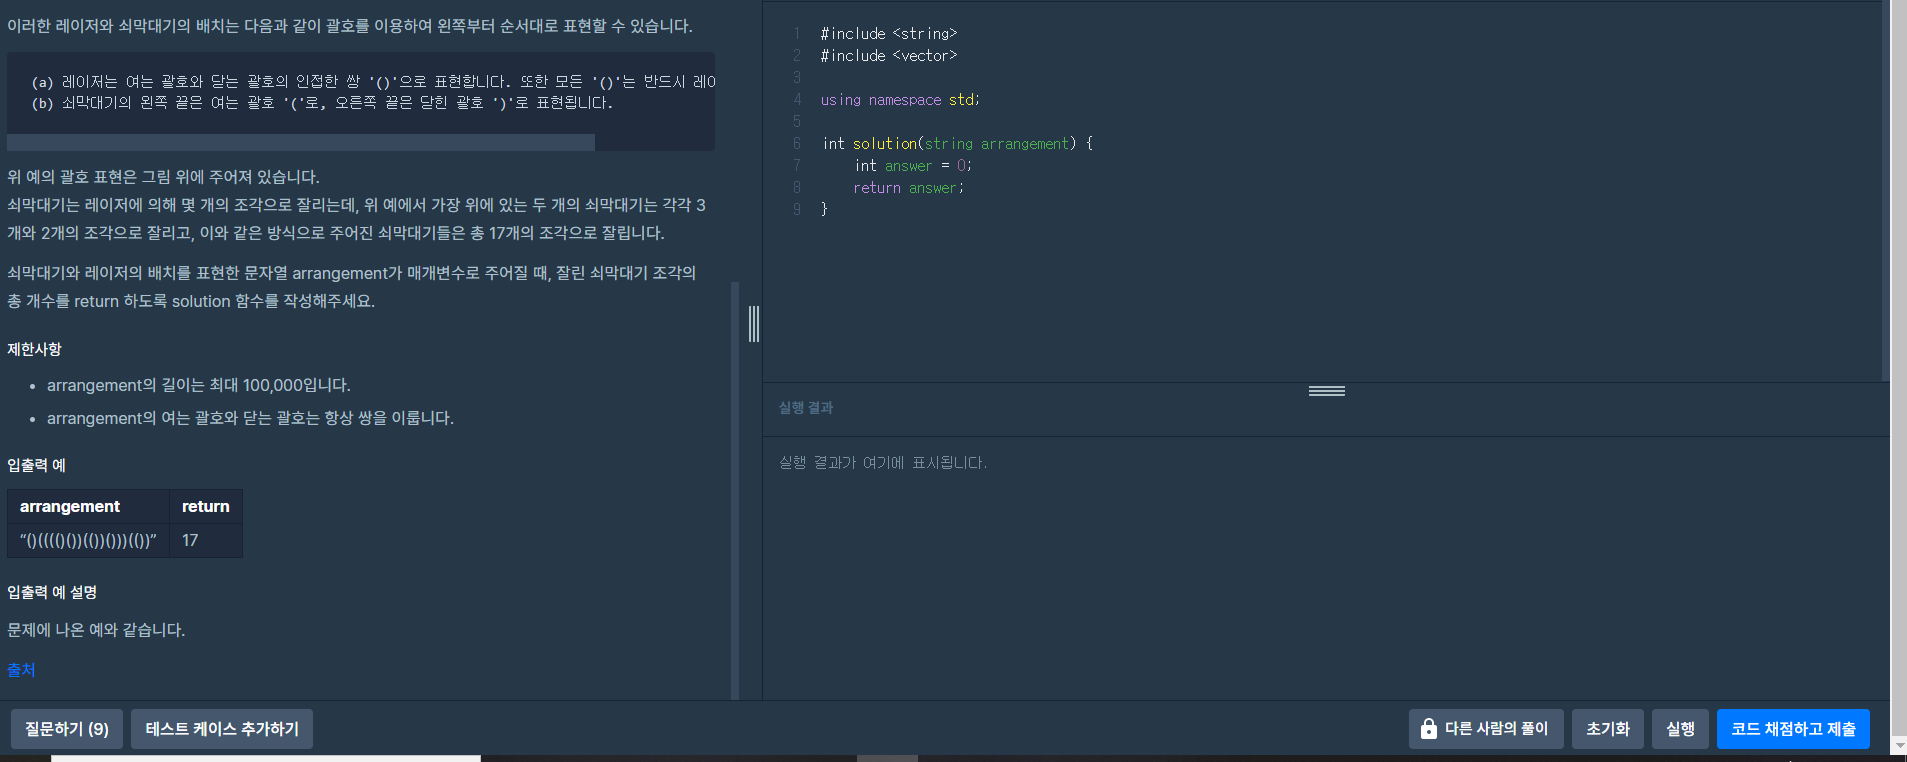 이러한 레이저와 쇠막대기의 배치는 다음과 같이 괄호를 이용하여 왼쪽부터 순서대로 표현할 수 있습니다.
(a) 레이저는 여는 괄호와 닫는 괄호의 인접한 쌍 '()'으로 표현합니다. 또한 모든 '()'는 반드시 레이
(b) 쇠막대기의 왼쪽 끝은 여는 괄호 '('로, 오른쪽 끝은 닫힌 괄호 ')'로 표현됩니다.
위 예의 괄호 표현은 그림 위에 주어져 있습니다.
쇠막대기는 레이저에 의해 몇 개의 조각으로 잘리는데, 위 예에서 가장 위에 있는 두 개의 쇠막대기는 각각 3
개와 2개의 조각으로 잘리고, 이와 같은 방식으로 주어진 쇠막대기들은 총 17개의 조각으로 잘립니다.
쇠막대기와 레이저의 배치를 표현한 문자열 arrangement가 매개변수로 주어질 때, 잘린 쇠막대기 조각의
총 개수를 return 하도록 solution 함수를 작성해주세요.
제한사항
• arrangement의 길이는 최대 100,000입니다.
• arrangement의 여는 괄호와 닫는 괄호는 항상 쌍을 이룹니다.
입출력 예
arrangement return
“()(((()())(())()))(())” 17
입출력 예 설명
문제에 나온 예와 같습니다.
출처
1 #include <string>
2 #include <vector>
3
4 using namespace std;
5
6 int solution(string arrangement) {
7 int answer = 0;
8 return answer;
9 }
실행 결과
실행 결과가 여기에 표시됩니다.
질문하기 (9) 테스트 케이스 추가하기 다른 사람의 풀이 초기화 실행 코드 채점하고 제출